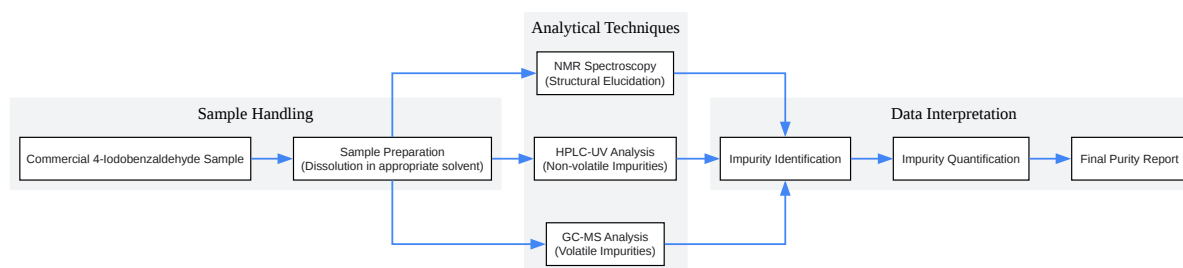 Analytical Techniques
NMR Spectroscopy
(Structural Elucidation)
Sample Handling
Data Interpretation
Commercial 4-Iodobenzaldehyde Sample
Sample Preparation
(Dissolution in appropriate solvent)
HPLC-UV Analysis
(Non-volatile Impurities)
Impurity Identification
Impurity Quantification
Final Purity Report
GC-MS Analysis
(Volatile Impurities)